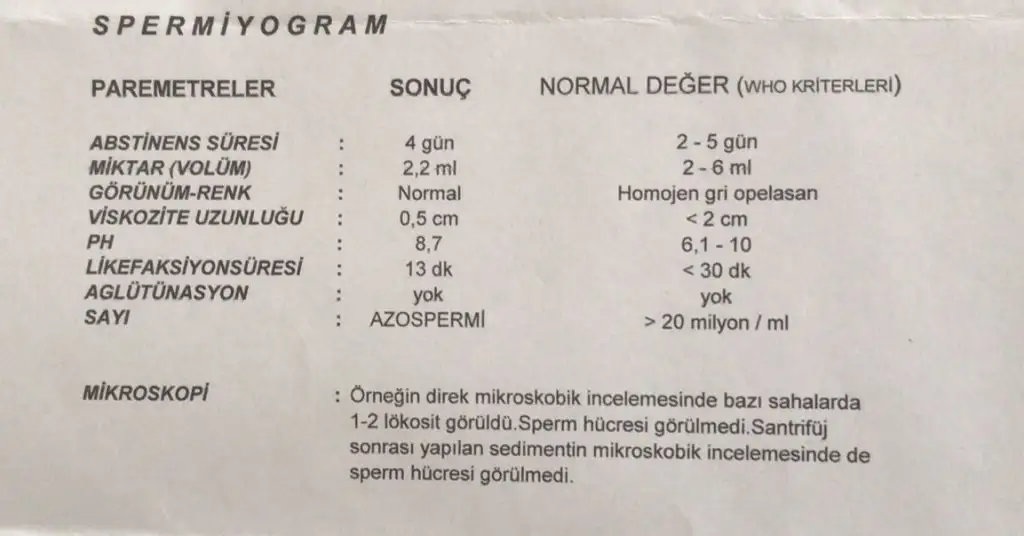 SPERMİYOGRAM
PAREMETRELER SONUÇ NORMAL DEĞER (WHO KRİTERLERİ)
ABSTİNENS SÜRESİ : 4 gün 2 - 5 gün
MİKTAR (VOLÜM) : 2,2 ml 2 - 6 ml
GÖRÜNÜM-RENK : Normal Homojen gri opelasan
VİSKOZİTE UZUNLUĞU : 0,5 cm < 2 cm
PH : 8,7 6,1 - 10
LİKEFAKSİYONSÜRESİ : 13 dk < 30 dk
AGLÜTÜNASYON : yok yok
SAYI : AZOSPERMİ > 20 milyon / ml
MİKROSKOPİ : Örneğin direk mikroskobik incelemesinde bazı sahalarda
1-2 lökosit görüldü.Sperm hücresi görülmedi.Santrifüj
sonrası yapılan sedimentin mikroskobik incelemesinde de
sperm hücresi görülmedi.